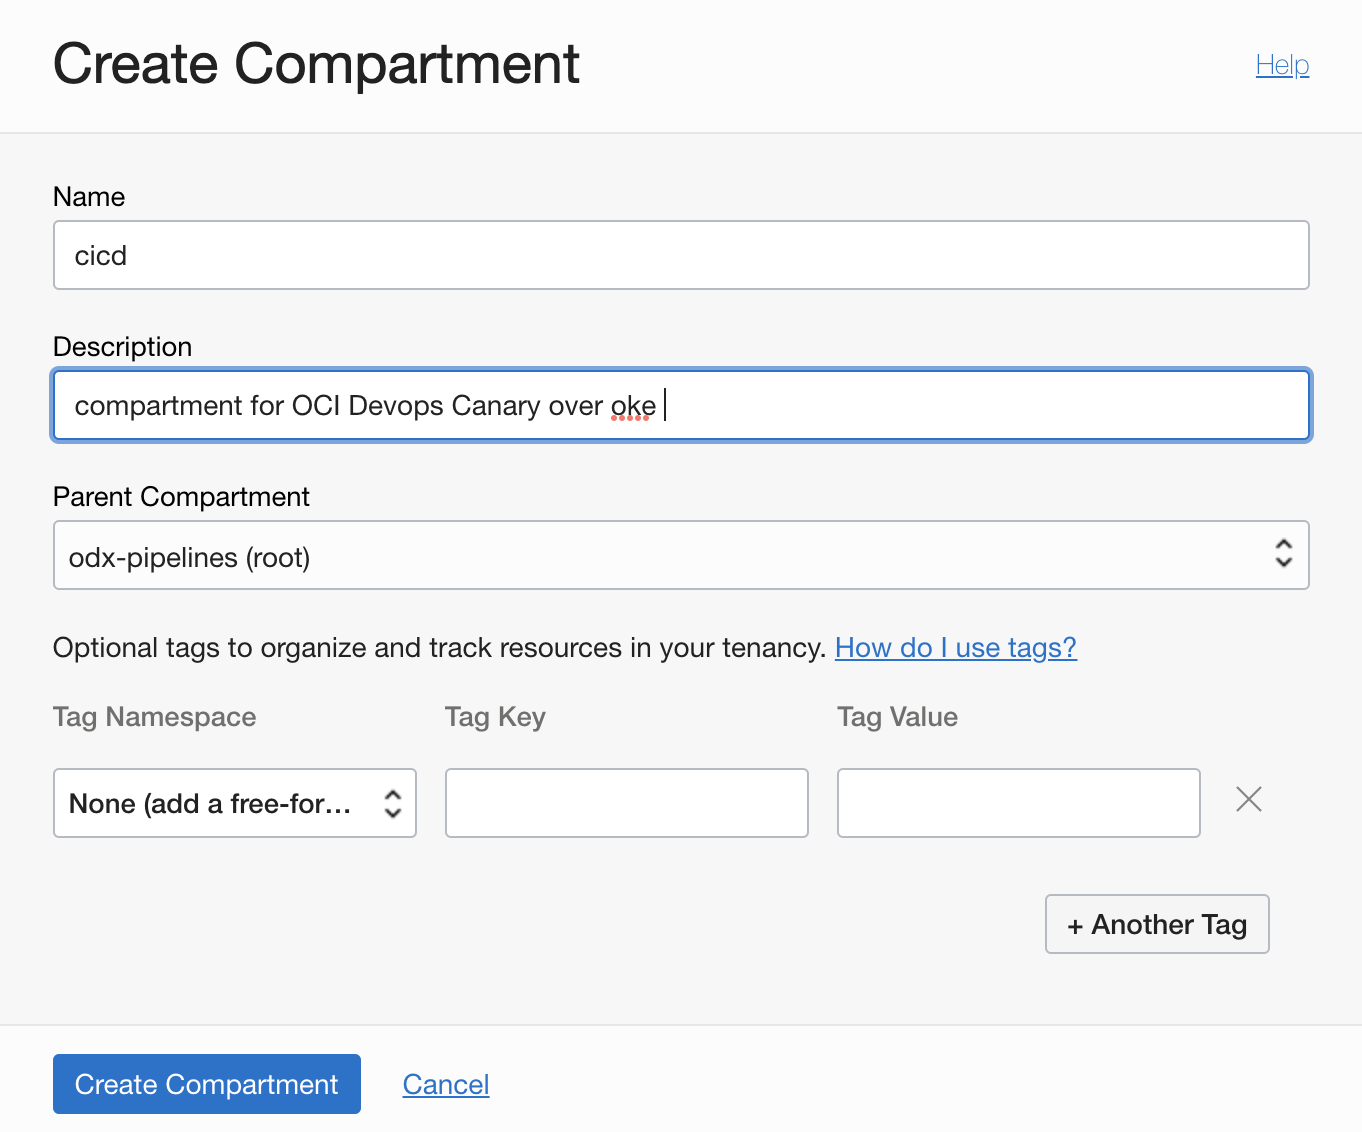 Create Compartment
Help
Name
cicd
Description
compartment for OCI Devops Canary over oke
Parent Compartment
odx-pipelines (root)
Optional tags to organize and track resources in your tenancy. How do I use tags?
Tag Namespace Tag Key Tag Value
None (add a free-for...
+ Another Tag
Create Compartment Cancel